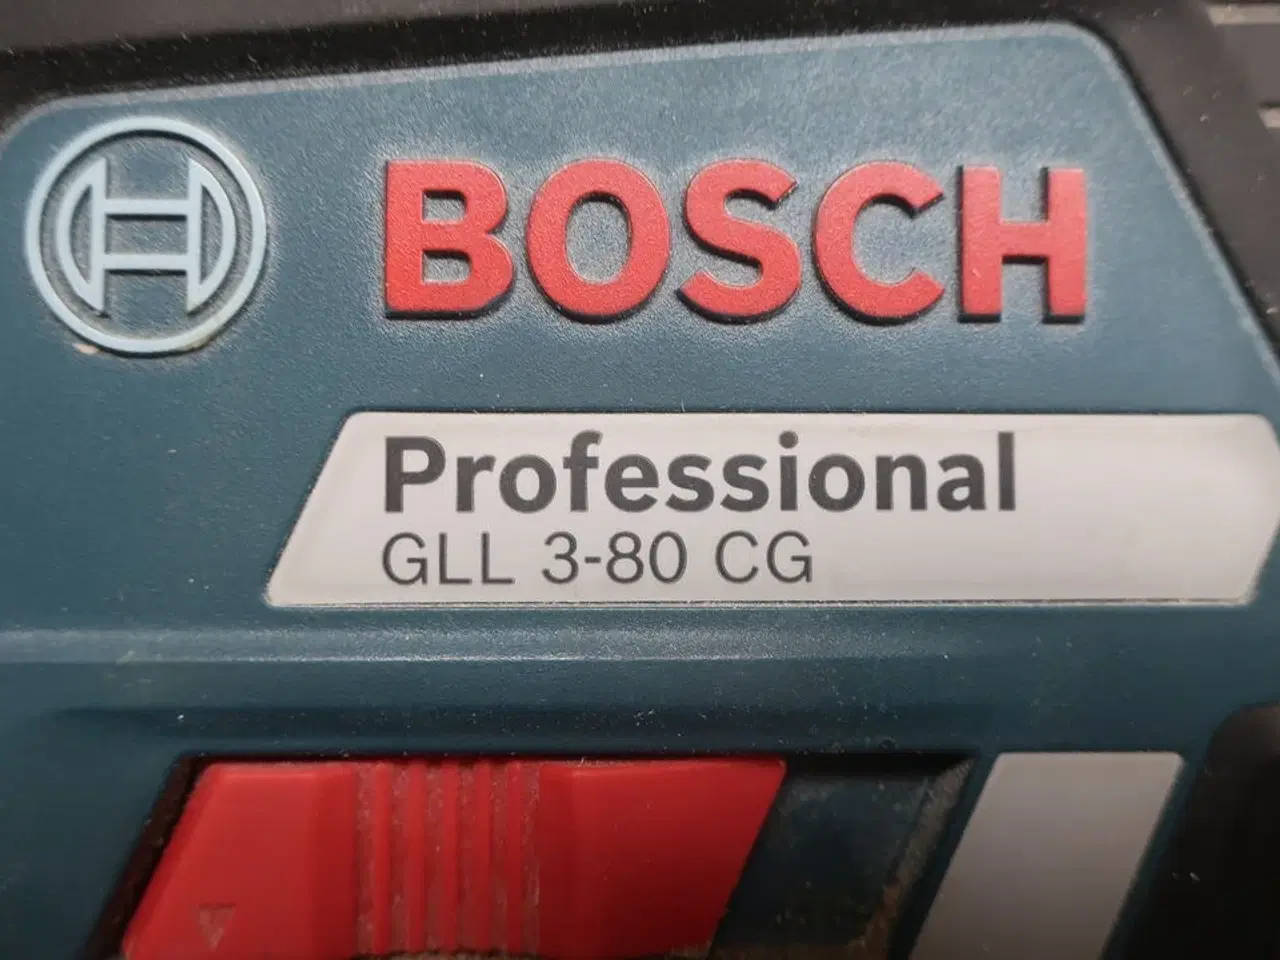 BOSCH
Professional
GLL 3-80 CG